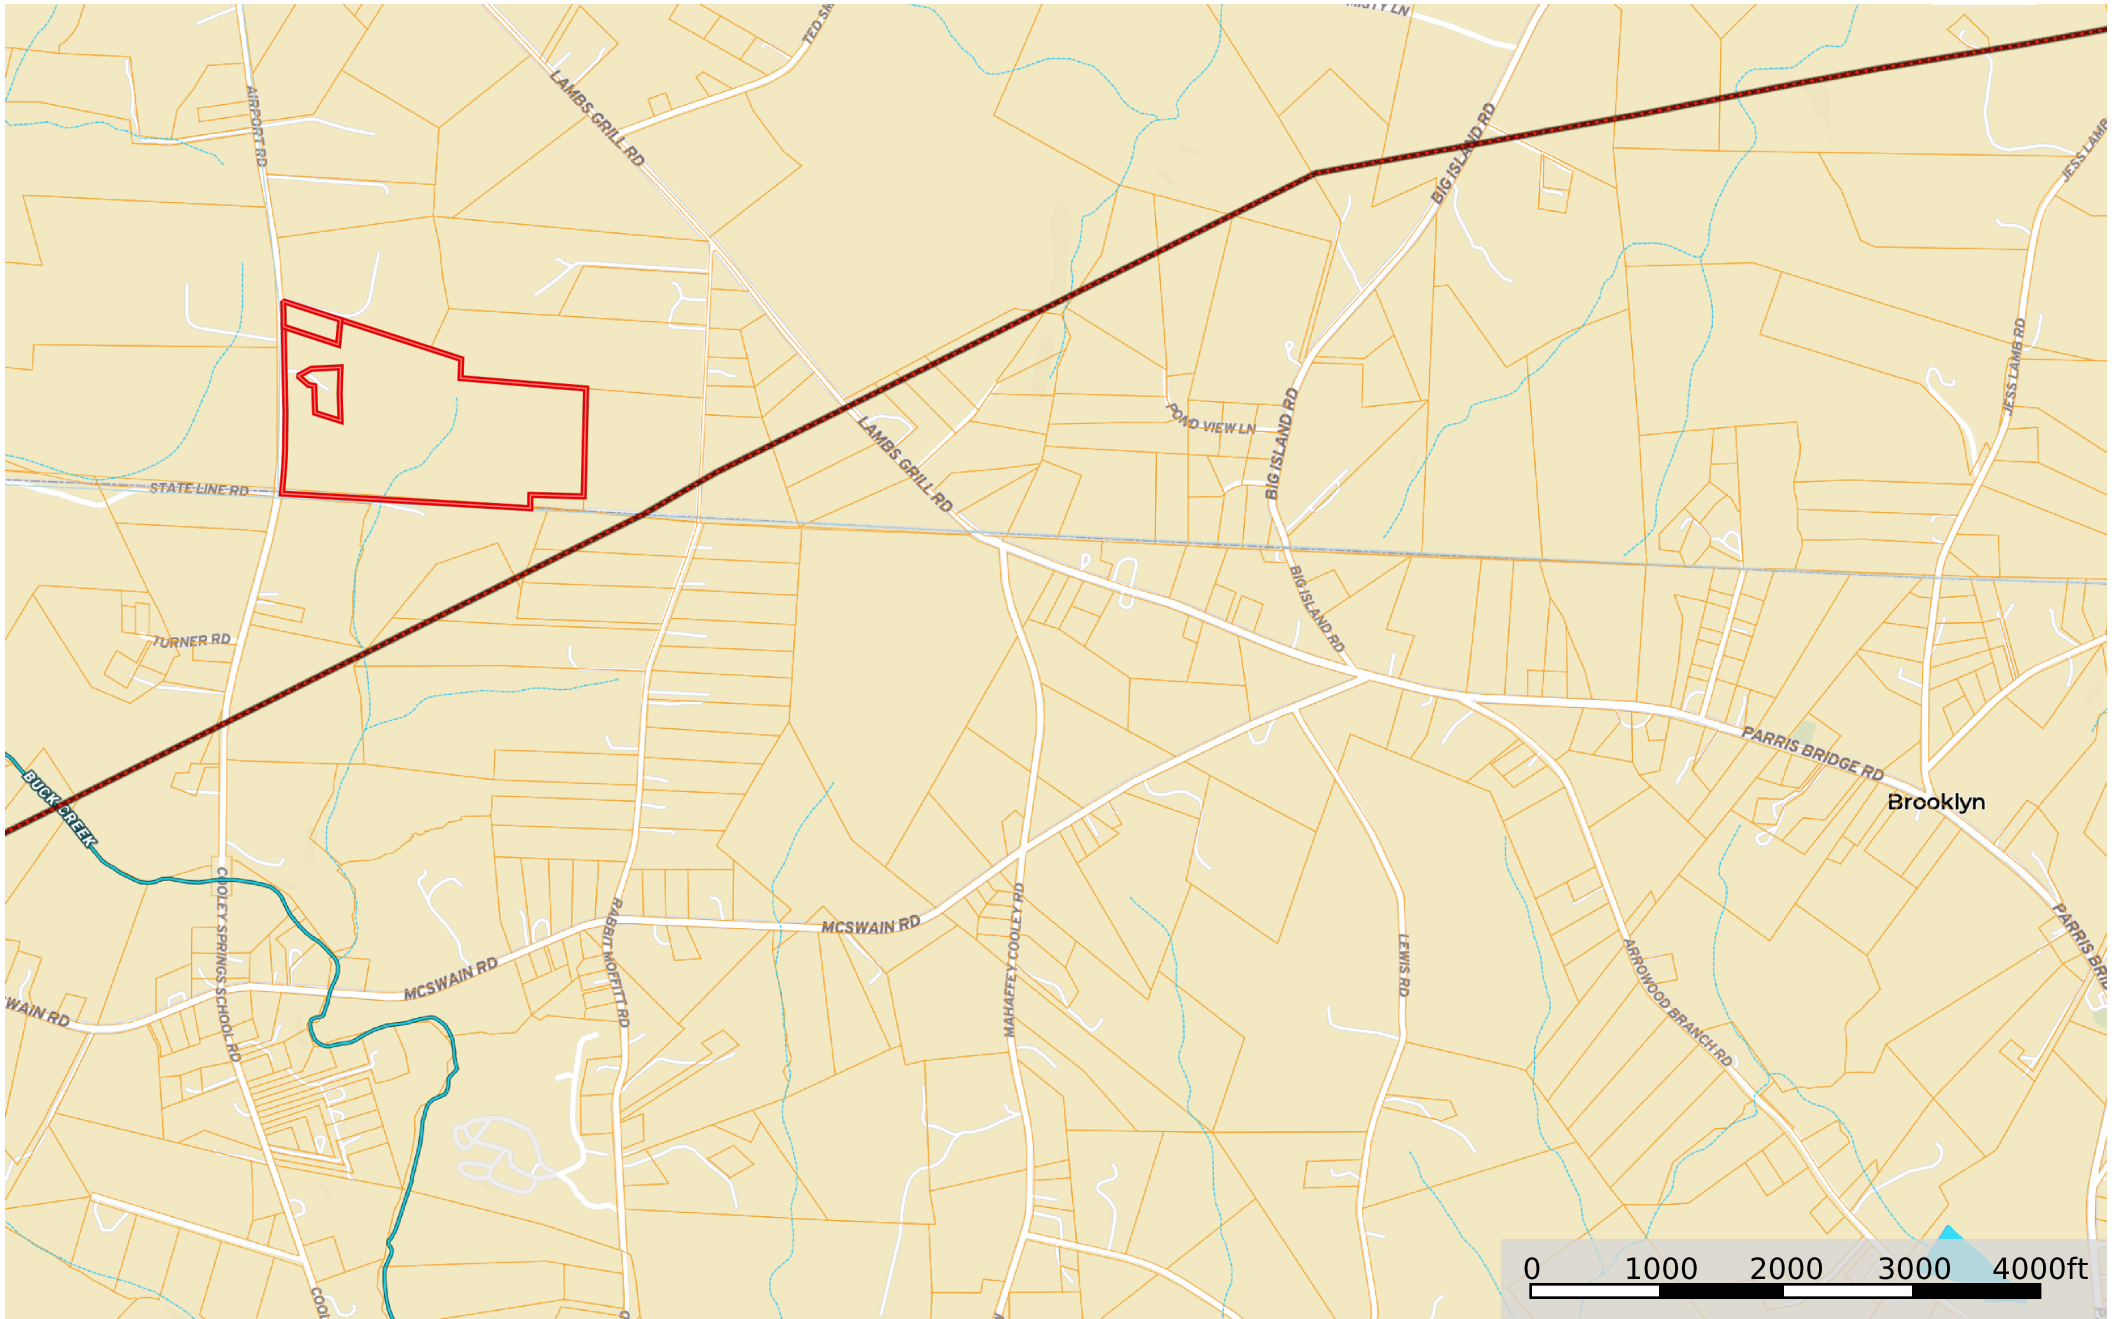 MISTY LN
TED SM
LAMBS GRILL RD
AIRPORT RD
BIG ISLAND RD
JESS LAMB
JESS LAMB RD
POND VIEW LN
BIG ISLAND RD
LAMBS GRILL RD
STATE LINE RD
BIG ISLAND RD
TURNER RD
PARRIS BRIDGE RD
BUCK CREEK
Brooklyn
COOLEY SPRINGS SCHOOL RD
RABBIT MOFFITT RD
MCSWAIN RD
MAHAFFEY COOLEY RD
LEWIS RD
PARRIS BRI
ARROWOOD BRANCH RD
MCSWAIN RD
SWAIN RD
COOL
0 1000 2000 3000 4000ft